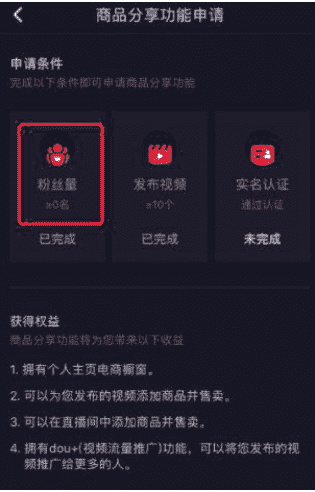 商品分享功能申请
申请条件
完成以下条件即可申请商品分享功能
粉丝量 发布视频 实名认证
≥0名 ≥10个 通过认证
已完成 已完成 未完成
获得权益
商品分享功能将为您带来以下收益
1. 拥有个人主页电商橱窗。
2. 可以为您发布的视频添加商品并售卖。
3. 可以在直播间中添加商品并售卖。
4. 拥有dou+(视频流量推广)功能，可以将您发布的视
频推广给更多的人。